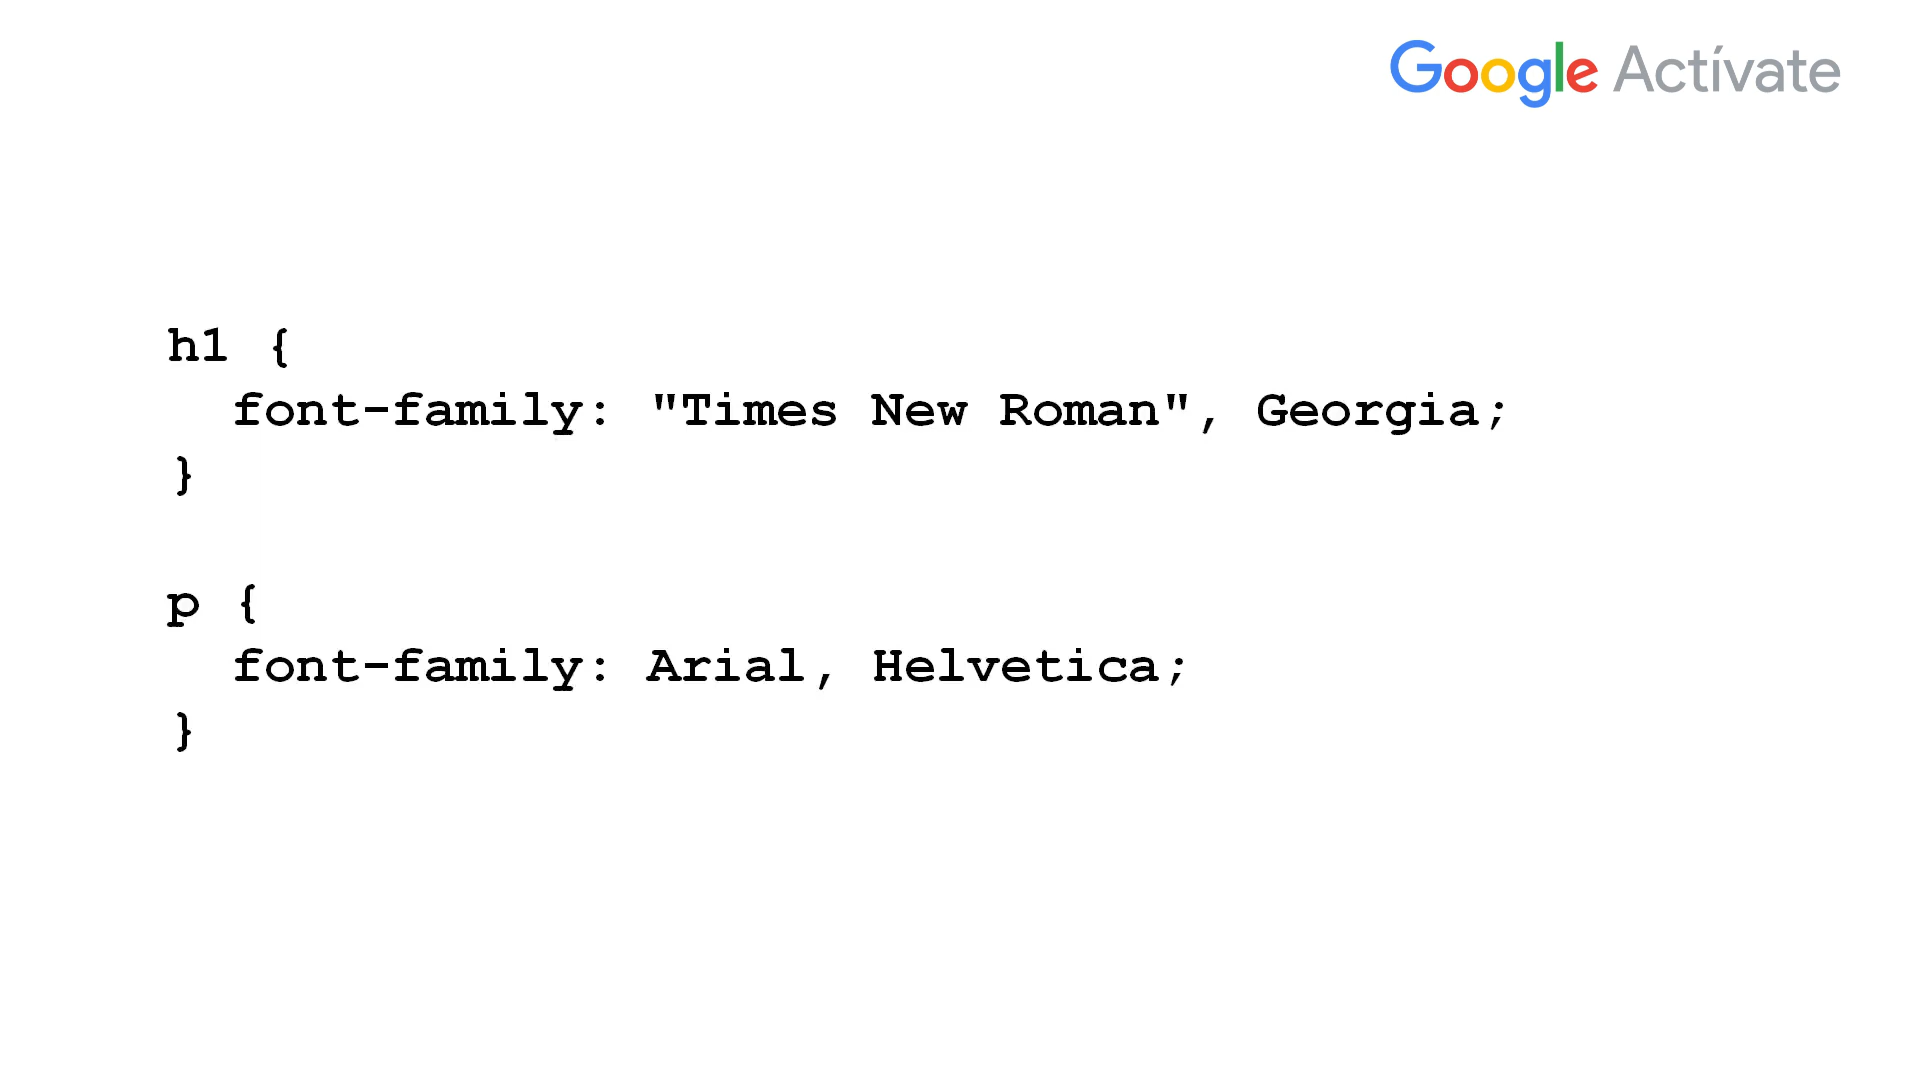 Google Actívate
h1 {
  font-family: "Times New Roman", Georgia;
}
p {
  font-family: Arial, Helvetica;
}